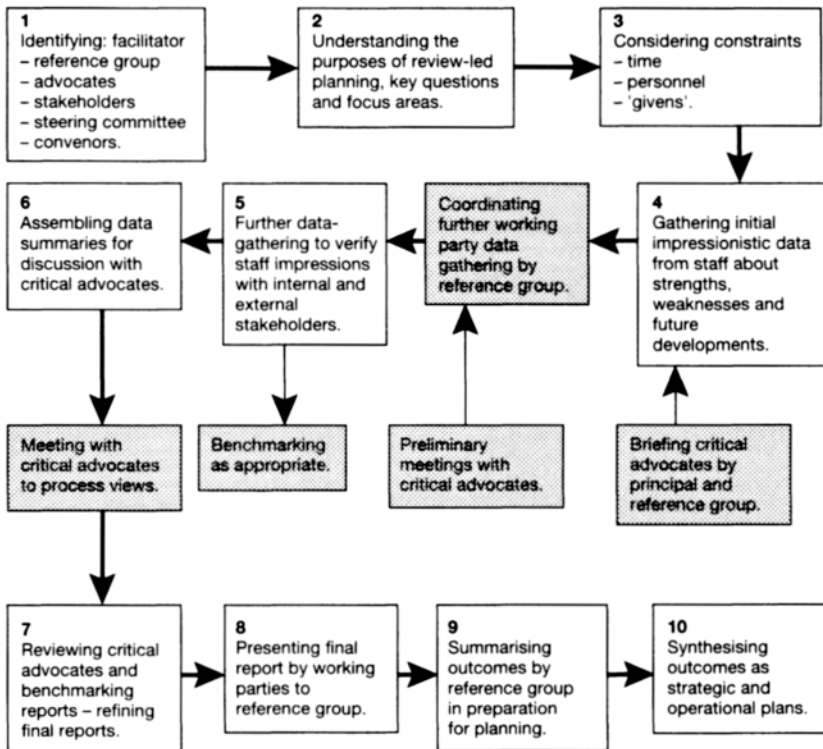 1
Identifying: facilitator
– reference group
– advocates
– stakeholders
– steering committee
– convenors.
2
Understanding the
purposes of review-led
planning, key questions
and focus areas.
3
Considering constraints
– time
– personnel
– ‘givens’.
4
Gathering initial
impressionistic data
from staff about
strengths,
weaknesses and
future
developments.
Coordinating
further working
party data
gathering by
reference group.
5
Further data-
gathering to verify
staff impressions
with internal and
external
stakeholders.
6
Assembling data
summaries for
discussion with
critical advocates.
Meeting with
critical advocates
to process views.
Benchmarking
as appropriate.
Preliminary
meetings with
critical advocates.
Briefing critical
advocates by
principal and
reference group.
7
Reviewing critical
advocates and
benchmarking
reports – refining
final reports.
8
Presenting final
report by working
parties to
reference group.
9
Summarising
outcomes by
reference group
in preparation
for planning.
10
Synthesising
outcomes as
strategic and
operational plans.